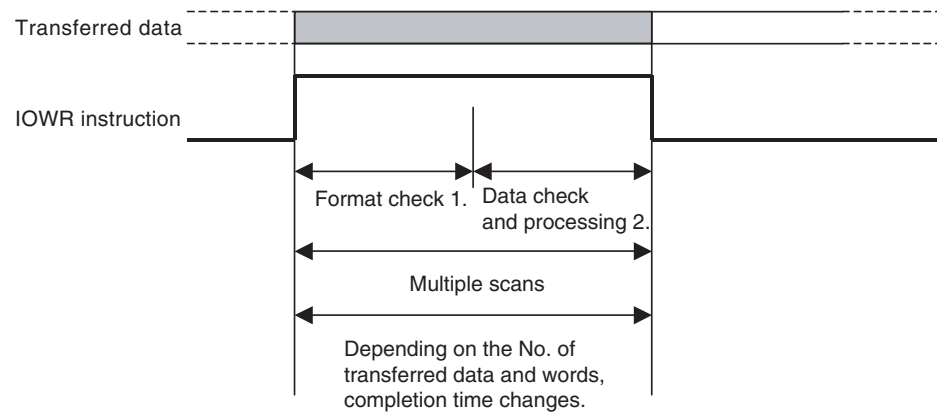 Transferred data
IOWR instruction
Format check 1.
Data check
and processing 2.
Multiple scans
Depending on the No. of
transferred data and words,
completion time changes.